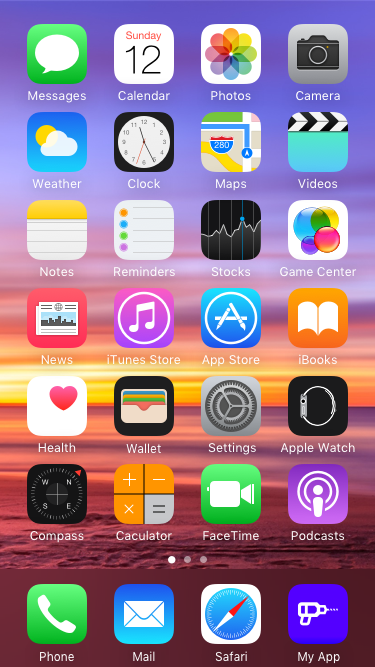 Sunday
12
Messages Calendar Photos Camera
280
Weather Clock Maps Videos
Notes Reminders Stocks Game Center
News iTunes Store App Store iBooks
Health Wallet Settings Apple Watch
W N
S E
Compass Caculator FaceTime Podcasts
Phone Mail Safari My App